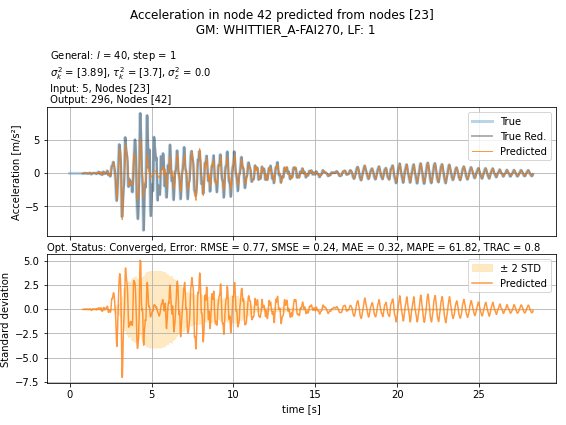 Acceleration in node 42 predicted from nodes [23]
GM: WHITTIER_A-FAI270, LF: 1
General: l = 40, step = 1
σ²ₖ = [3.89], τ²ₖ = [3.7], σ²ε = 0.0
Input: 5, Nodes [23]
Output: 296, Nodes [42]
Acceleration [m/s²]
5
0
−5
True
True Red.
Predicted
Opt. Status: Converged, Error: RMSE = 0.77, SMSE = 0.24, MAE = 0.32, MAPE = 61.82, TRAC = 0.8
Standard deviation
5.0
2.5
0.0
−2.5
−5.0
−7.5
± 2 STD
Predicted
0 5 10 15 20 25
time [s]